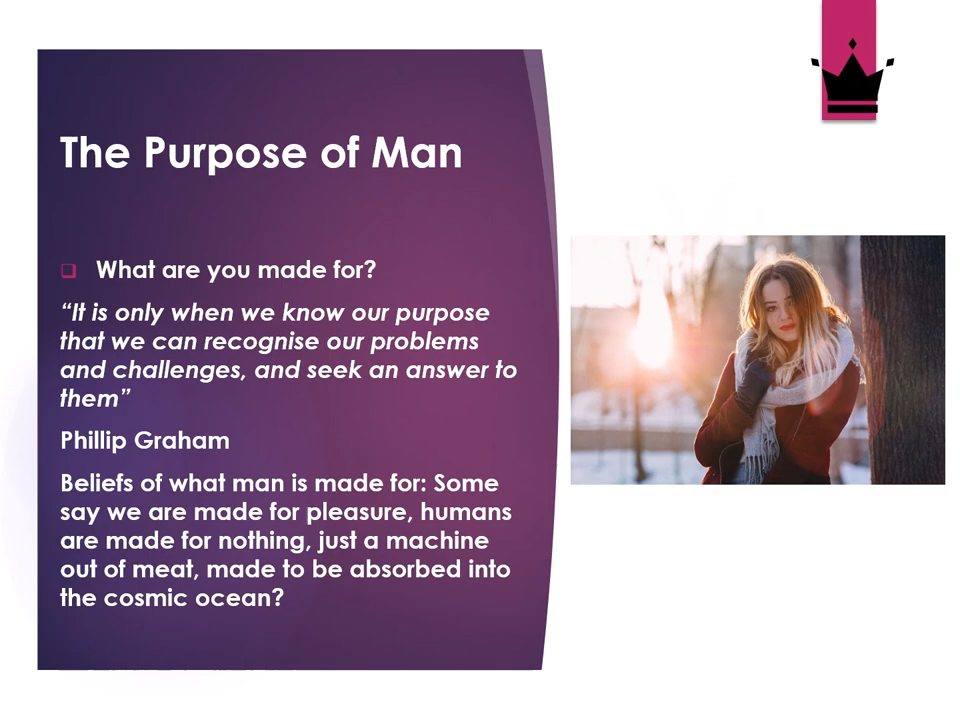 The Purpose of Man
What are you made for?
“It is only when we know our purpose
that we can recognise our problems
and challenges, and seek an answer to
them”
Phillip Graham
Beliefs of what man is made for: Some
say we are made for pleasure, humans
are made for nothing, just a machine
out of meat, made to be absorbed into
the cosmic ocean?